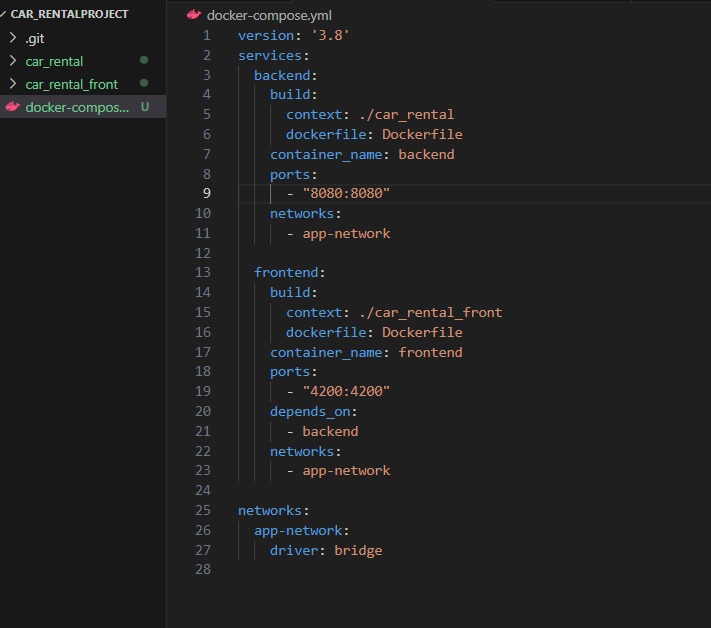 CAR_RENTALPROJECT
.git
car_rental
car_rental_front
docker-compos... U
docker-compose.yml
1 version: '3.8'
2 services:
3   backend:
4     build:
5       context: ./car_rental
6       dockerfile: Dockerfile
7     container_name: backend
8     ports:
9       - "8080:8080"
10     networks:
11       - app-network
12
13   frontend:
14     build:
15       context: ./car_rental_front
16       dockerfile: Dockerfile
17     container_name: frontend
18     ports:
19       - "4200:4200"
20     depends_on:
21       - backend
22     networks:
23       - app-network
24
25 networks:
26   app-network:
27     driver: bridge
28